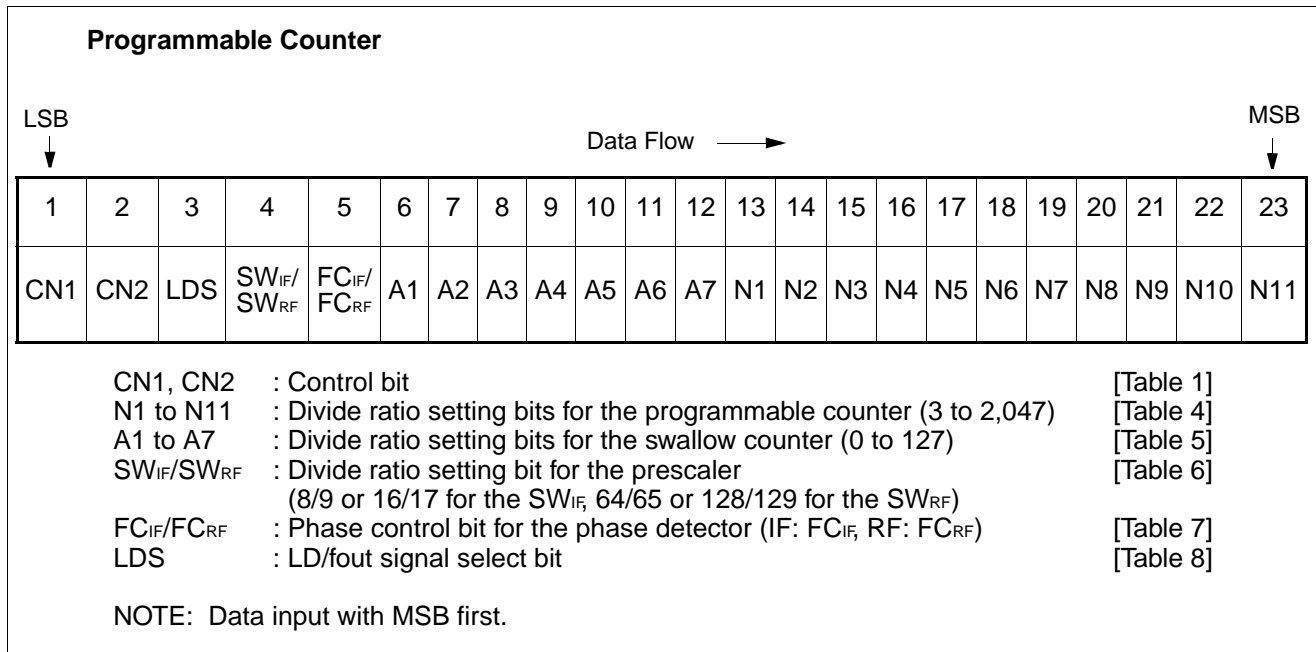 Programmable Counter
LSB
MSB
Data Flow
1 2 3 4 5 6 7 8 9 10 11 12 13 14 15 16 17 18 19 20 21 22 23
CN1 CN2 LDS SWIF/ SWRF FCIF/ FCRF A1 A2 A3 A4 A5 A6 A7 N1 N2 N3 N4 N5 N6 N7 N8 N9 N10 N11
CN1, CN2 : Control bit [Table 1]
N1 to N11 : Divide ratio setting bits for the programmable counter (3 to 2,047) [Table 4]
A1 to A7 : Divide ratio setting bits for the swallow counter (0 to 127) [Table 5]
SWIF/SWRF : Divide ratio setting bit for the prescaler [Table 6]
(8/9 or 16/17 for the SWIF, 64/65 or 128/129 for the SWRF)
FCIF/FCRF : Phase control bit for the phase detector (IF: FCIF, RF: FCRF) [Table 7]
LDS : LD/fout signal select bit [Table 8]
NOTE: Data input with MSB first.